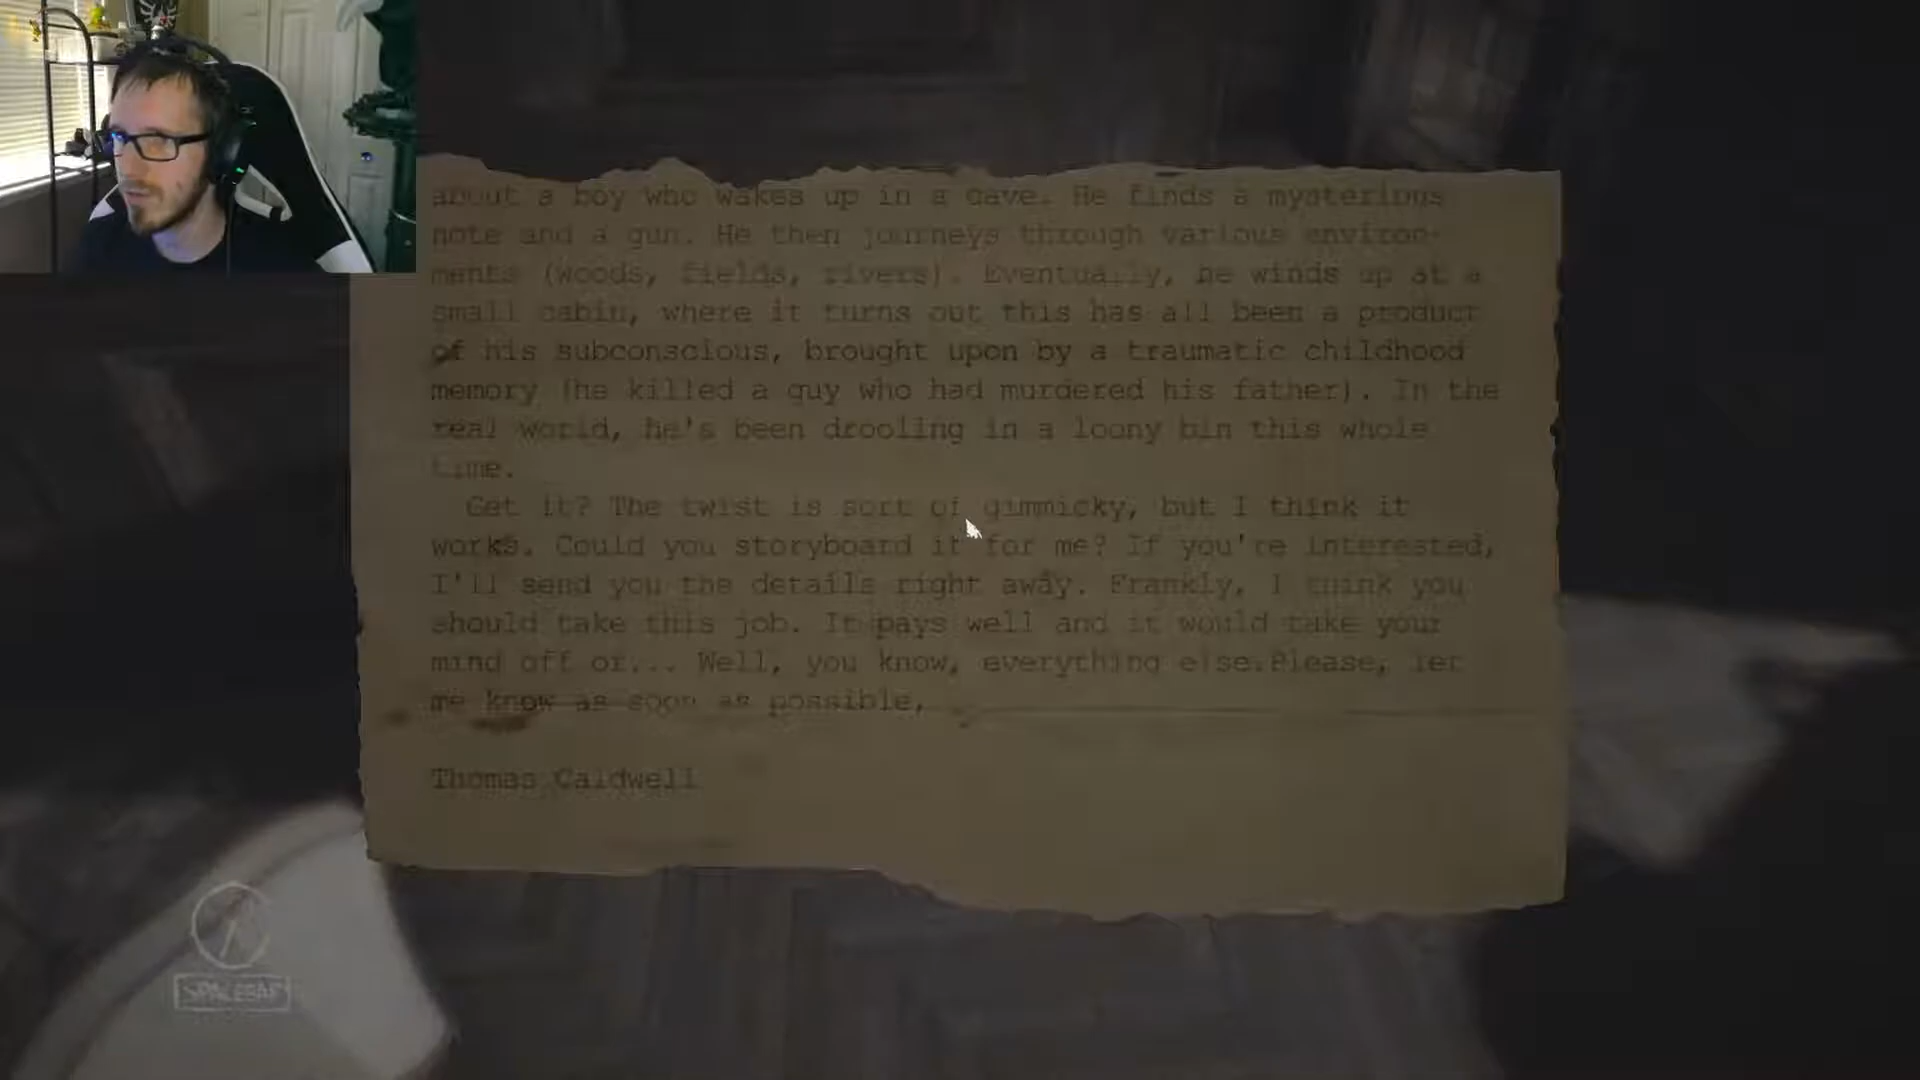 about a boy who wakes up in a cave. He finds a mysterious
note and a gun. He then journeys through various environ-
ments (woods, fields, rivers). Eventually, he winds up at a
small cabin, where it turns out this has all been a product
of his subconscious, brought upon by a traumatic childhood
memory (he killed a guy who had murdered his father). In the
real world, he's been drooling in a loony bin this whole
time.
Get it? The twist is sort of gimmicky, but I think it
works. Could you storyboard it for me? If you're interested,
I'll send you the details right away. Frankly, I think you
should take this job. It pays well and it would take your
mind off of... Well, you know, everything else.Please, let
me know as soon as possible,
Thomas Caldwell
SPACEBAR